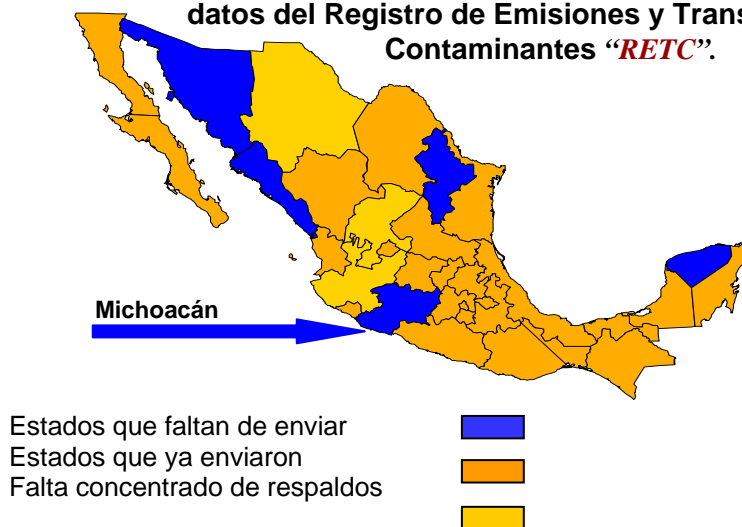 datos del Registro de Emisiones y Trans
Contaminantes “RETC”.
Michoacán
Estados que faltan de enviar
Estados que ya enviaron
Falta concentrado de respaldos